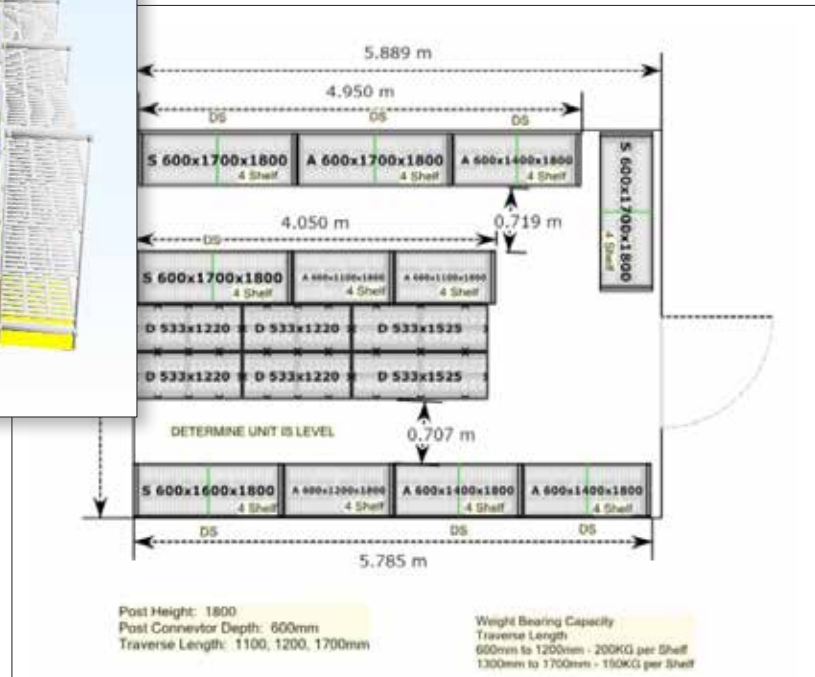 5.889 m
4.950 m
DS DS DS
S 600x1700x1800 A 600x1700x1800 A 600x1400x1800
4 Shelf 4 Shelf 4 Shelf
S 600x1700x1800
4 Shelf
0.719 m
4.050 m
DS
S 600x1700x1800 A 600x1100x1800 A 600x1100x1800
4 Shelf 4 Shelf 4 Shelf
D 533x1220 D 533x1220 D 533x1525
D 533x1220 D 533x1220 D 533x1525
DETERMINE UNIT IS LEVEL
0.707 m
S 600x1600x1800 A 600x1200x1800 A 600x1400x1800 A 600x1400x1800
4 Shelf 4 Shelf 4 Shelf 4 Shelf
DS DS DS
5.785 m
Post Height: 1800
Post Connevtor Depth: 600mm
Traverse Length: 1100, 1200, 1700mm
Weight Bearing Capacity
Traverse Length
600mm to 1200mm - 200KG per Shelf
1300mm to 1700mm - 150KG per Shelf